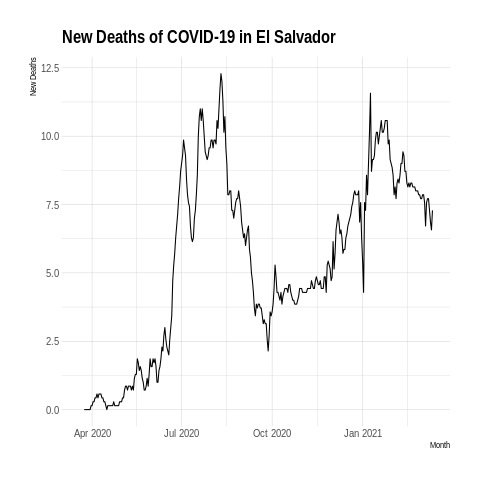 New Deaths of COVID-19 in El Salvador
New Deaths
12.5
10.0
7.5
5.0
2.5
0.0
Apr 2020 Jul 2020 Oct 2020 Jan 2021
Month